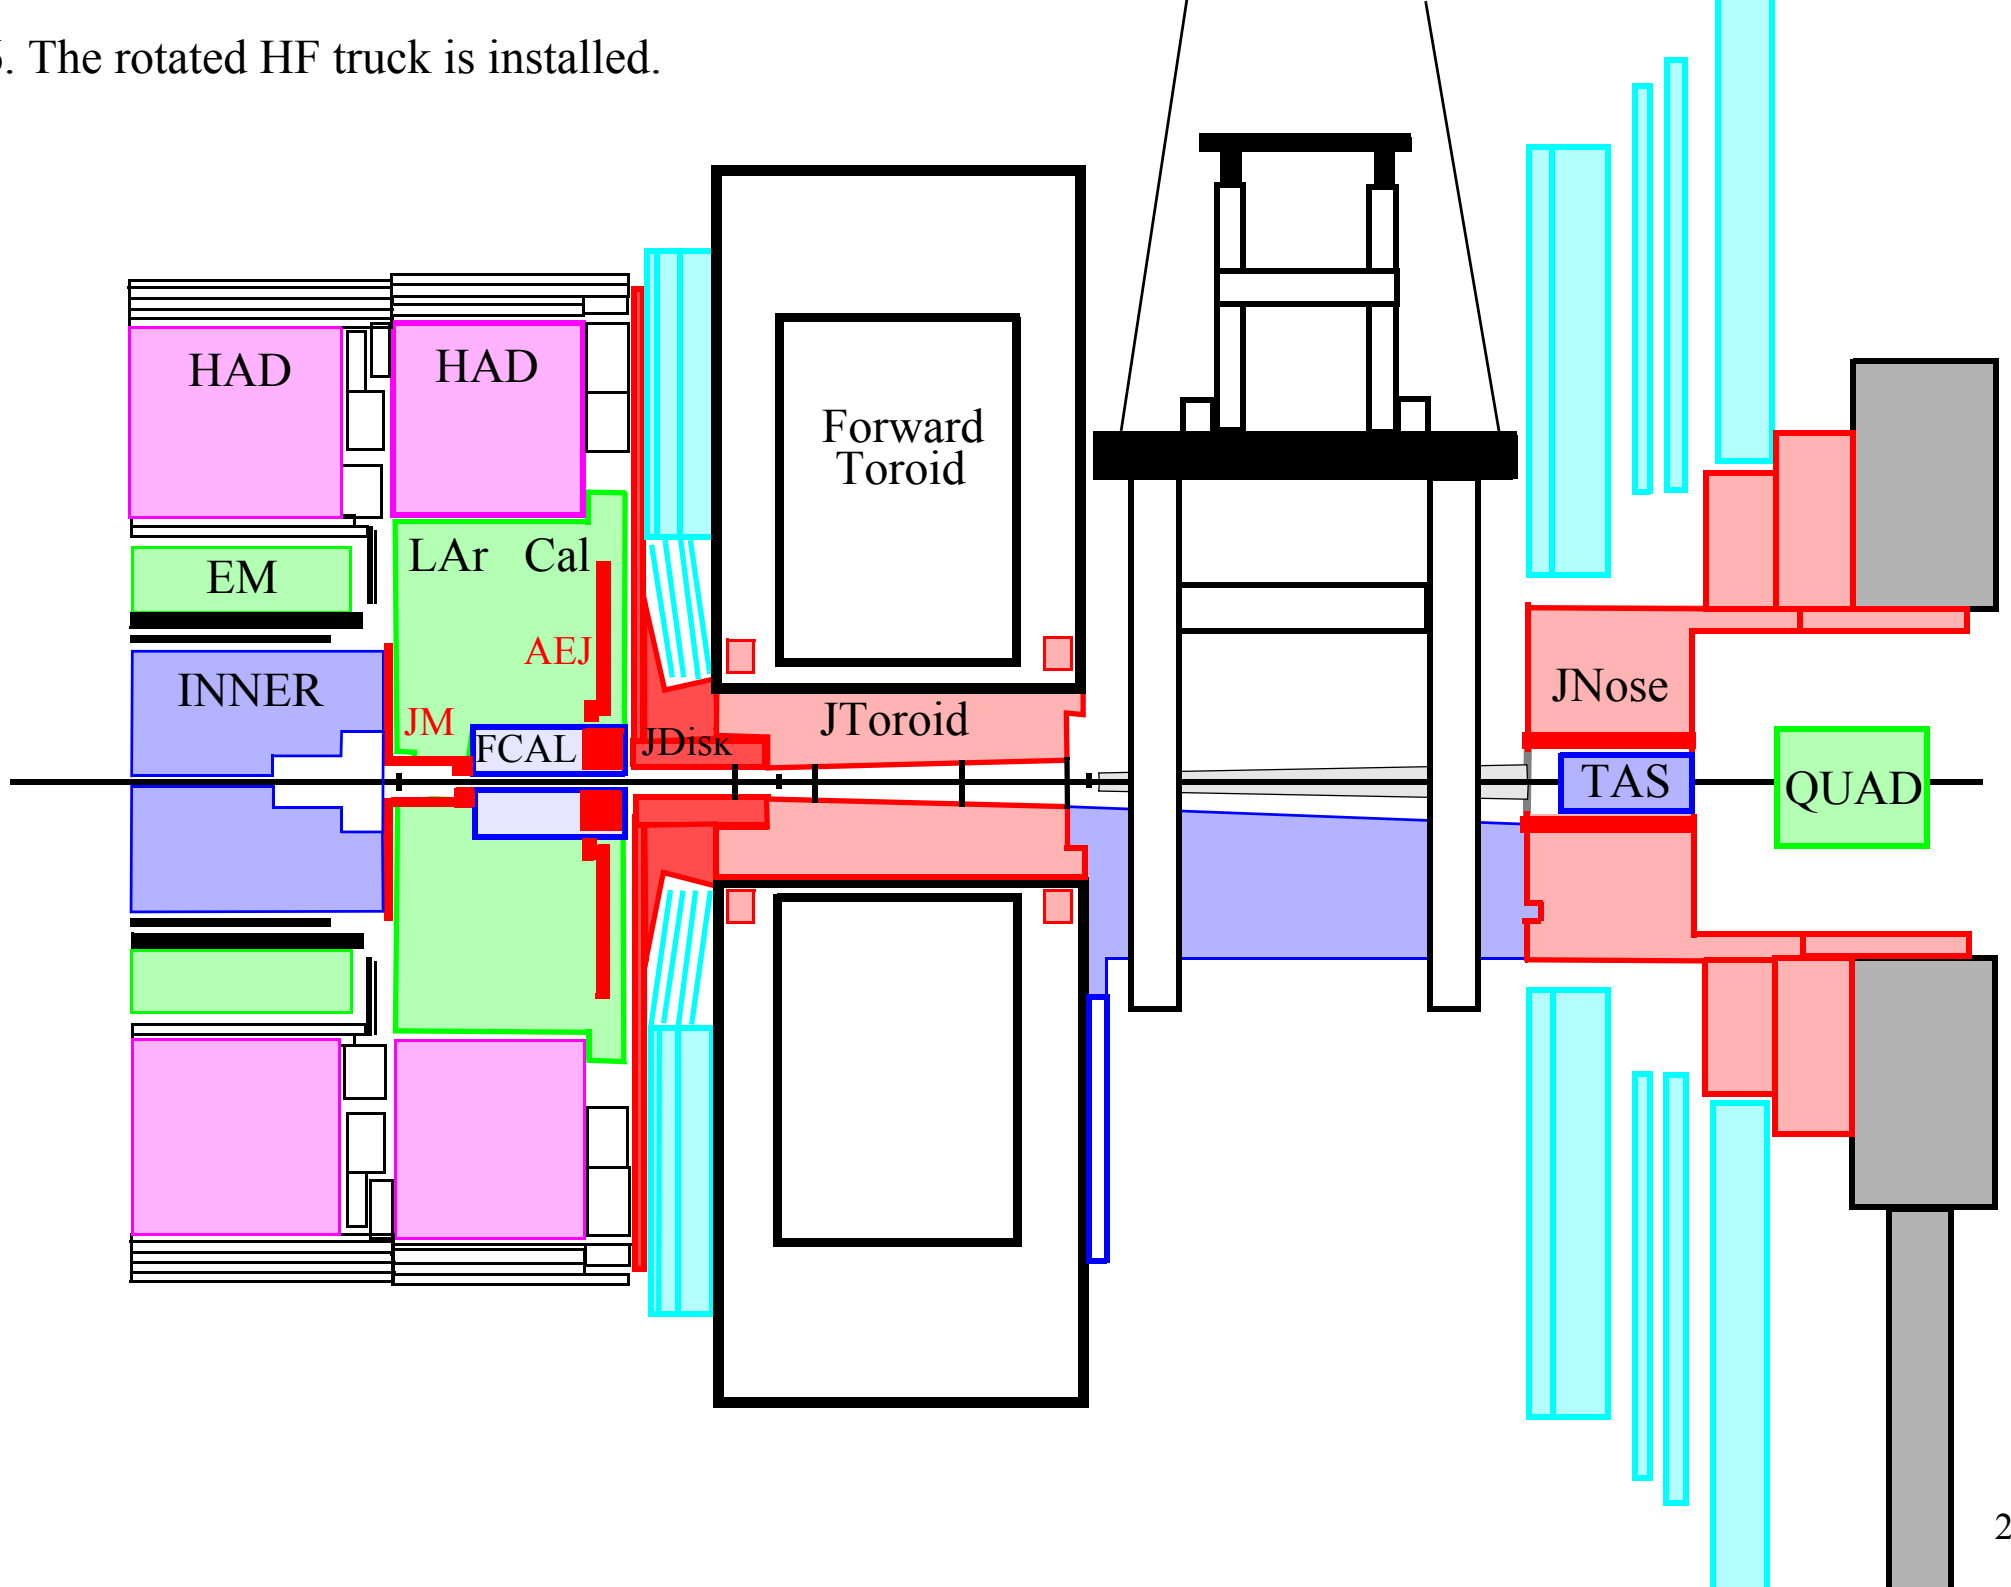 . The rotated HF truck is installed.
HAD
HAD
Forward
Toroid
LAr Cal
EM
AEJ
INNER
JM
FCAL
JDisk
JToroid
JNose
TAS
QUAD
2